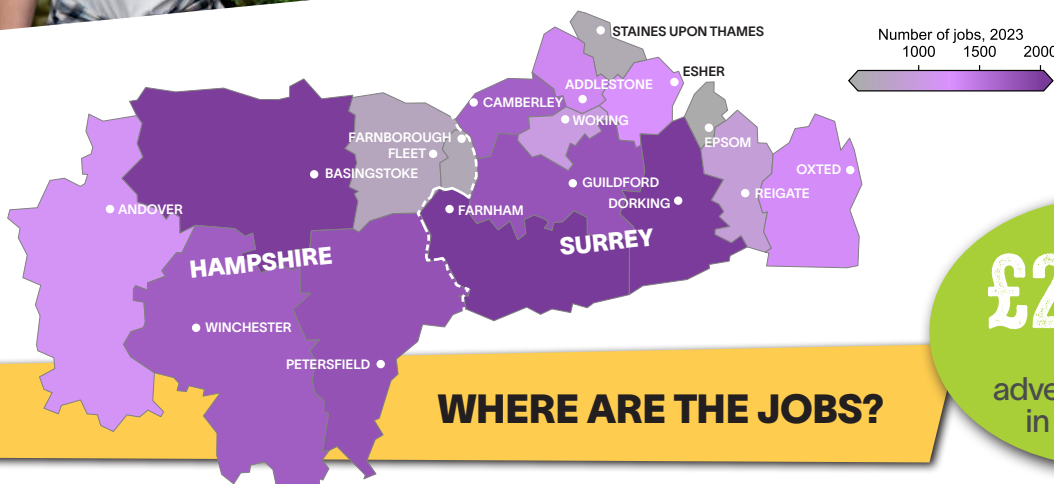 STAINES UPON THAMES
Number of jobs, 2023
1000 1500 2000
ESHER
ADDLESTONE
CAMBERLEY
WOKING
FARNBOROUGH
FLEET
EPSOM
BASINGSTOKE
OXTED
GUILDFORD
REIGATE
DORKING
ANDOVER
FARNHAM
SURREY
HAMPSHIRE
WINCHESTER
PETERSFIELD
WHERE ARE THE JOBS?
£2
adve
in